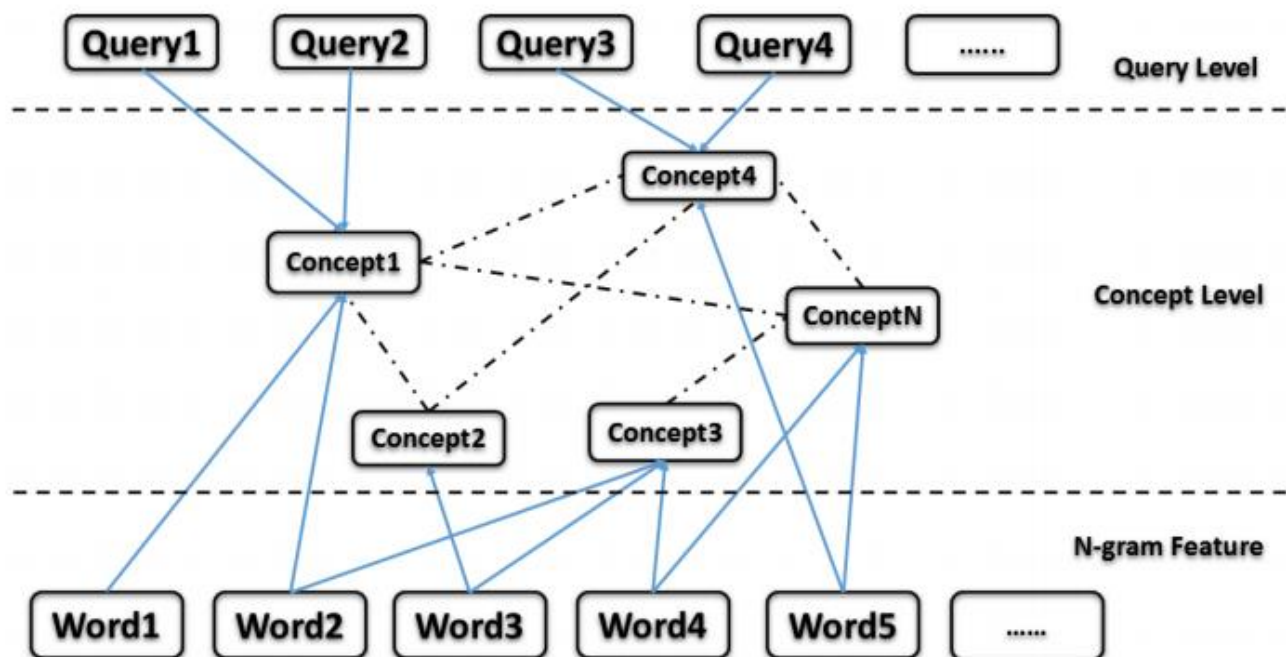 Query1
Query2
Query3
Query4
......
Query Level
Concept4
Concept1
Concept Level
ConceptN
Concept2
Concept3
N-gram Feature
Word1
Word2
Word3
Word4
Word5
......